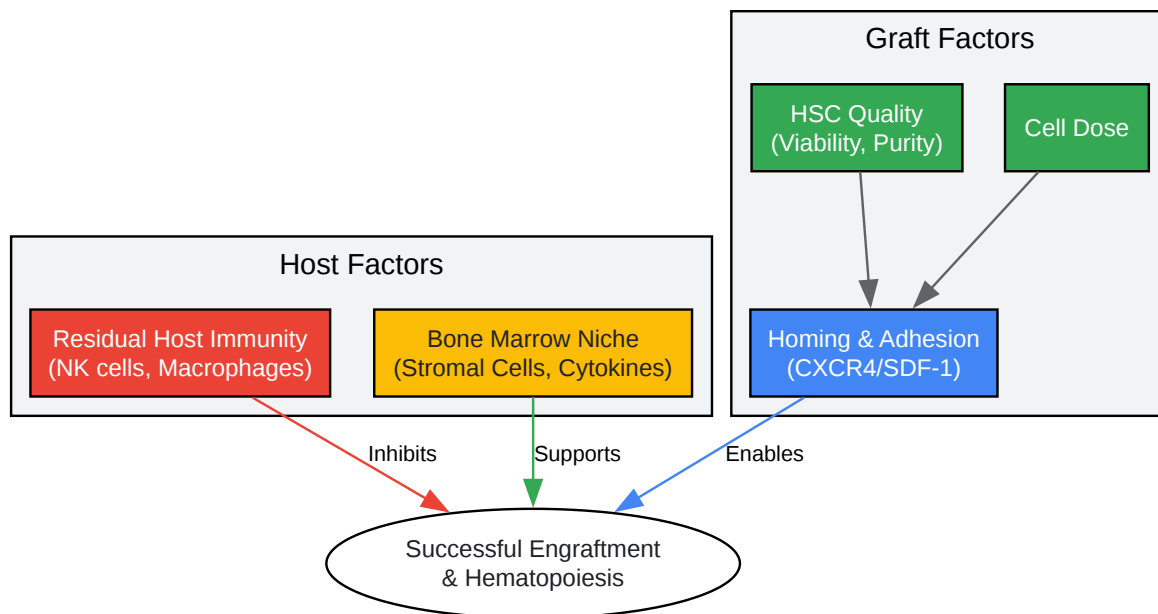 Graft Factors
HSC Quality
(Viability, Purity)
Cell Dose
Host Factors
Residual Host Immunity
(NK cells, Macrophages)
Bone Marrow Niche
(Stromal Cells, Cytokines)
Homing & Adhesion
(CXCR4/SDF-1)
Inhibits
Supports
Enables
Successful Engraftment
& Hematopoiesis